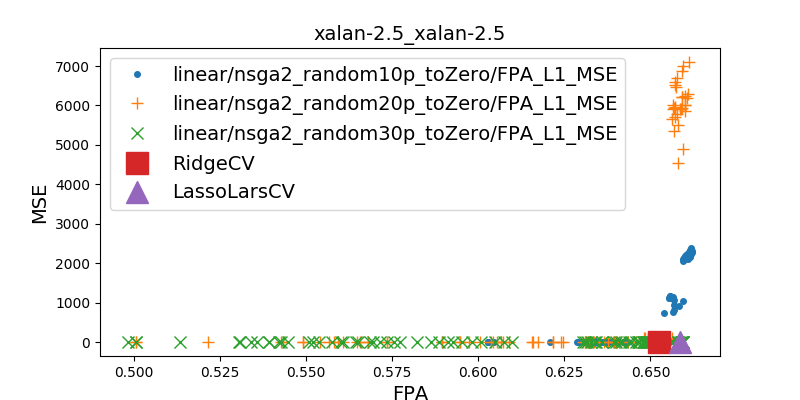 xalan-2.5_xalan-2.5
linear/nsga2_random10p_toZero/FPA_L1_MSE
linear/nsga2_random20p_toZero/FPA_L1_MSE
linear/nsga2_random30p_toZero/FPA_L1_MSE
RidgeCV
LassoLarsCV
MSE
7000
6000
5000
4000
3000
2000
1000
0
0.500 0.525 0.550 0.575 0.600 0.625 0.650
FPA